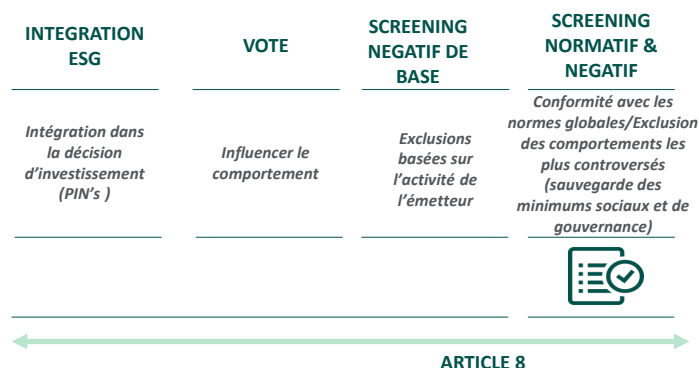 INTEGRATION
ESG
VOTE
SCREENING
NEGATIF DE
BASE
SCREENING
NORMATIF &
NEGATIF
Intégration dans
la décision
d'investissement
(PIN's )
Influencer le
comportement
Exclusions
basées sur
l'activité de
l'émetteur
Conformité avec les
normes globales/Exclusion
des comportements les
plus controversés
(sauvegarde des
minimums sociaux et de
gouvernance)
ARTICLE 8